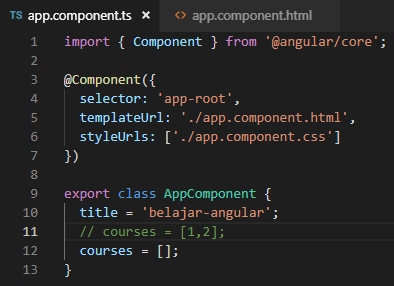 TS app.component.ts × <> app.component.html
1 import { Component } from '@angular/core';
2
3 @Component({
4 selector: 'app-root',
5 templateUrl: './app.component.html',
6 styleUrls: ['./app.component.css']
7 })
8
9 export class AppComponent {
10 title = 'belajar-angular';
11 // courses = [1,2];
12 courses = [];
13 }